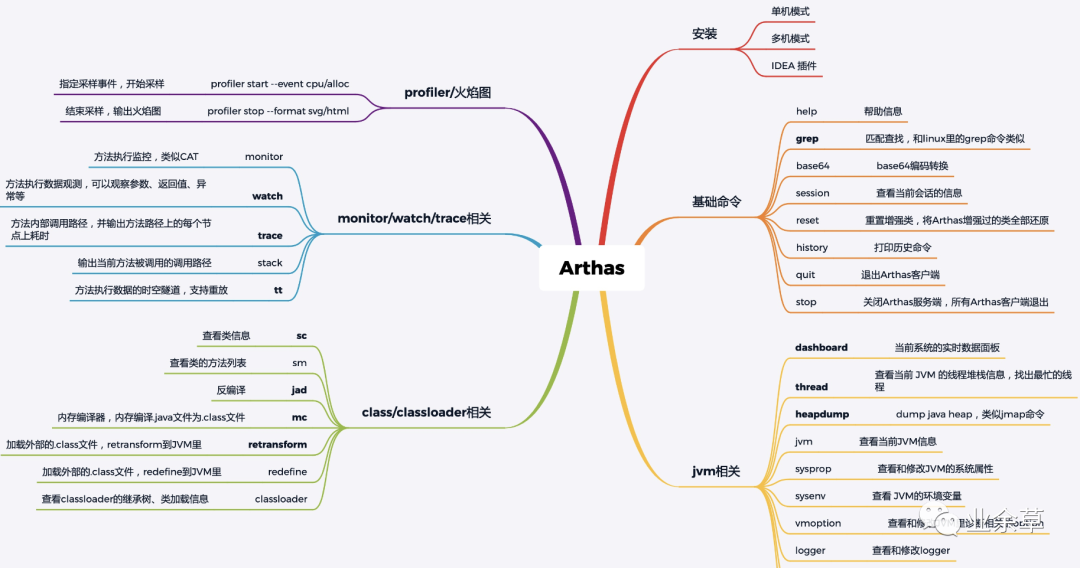 Arthas
安装
单机模式
多机模式
IDEA 插件
基础命令
help 帮助信息
grep 匹配查找，和linux里的grep命令类似
base64 base64编码转换
session 查看当前会话的信息
reset 重置增强类，将Arthas增强过的类全部还原
history 打印历史命令
quit 退出Arthas客户端
stop 关闭Arthas服务端，所有Arthas客户端退出
jvm相关
dashboard 当前系统的实时数据面板
thread 查看当前 JVM 的线程堆栈信息，找出最忙的线
程
heapdump dump java heap，类似jmap命令
jvm 查看当前JVM信息
sysprop 查看和修改JVM的系统属性
sysenv 查看 JVM的环境变量
vmoption 查看和修
logger 查看和修改logger
业余草
profiler/火焰图
指定采样事件，开始采样 profiler start --event cpu/alloc
结束采样，输出火焰图 profiler stop --format svg/html
monitor/watch/trace相关
方法执行监控，类似CAT monitor
方法执行数据观测，可以观察参数、返回值、异
常等 watch
方法内部调用路径，并输出方法路径上的每个节
点上耗时 trace
输出当前方法被调用的调用路径 stack
方法执行数据的时空隧道，支持重放 tt
class/classloader相关
查看类信息 sc
查看类的方法列表 sm
反编译 jad
内存编译器，内存编译.java文件为.class文件 mc
加载外部的.class文件，retransform到JVM里 retransform
加载外部的.class文件，redefine到JVM里 redefine
查看classloader的继承树、类加载信息 classloader